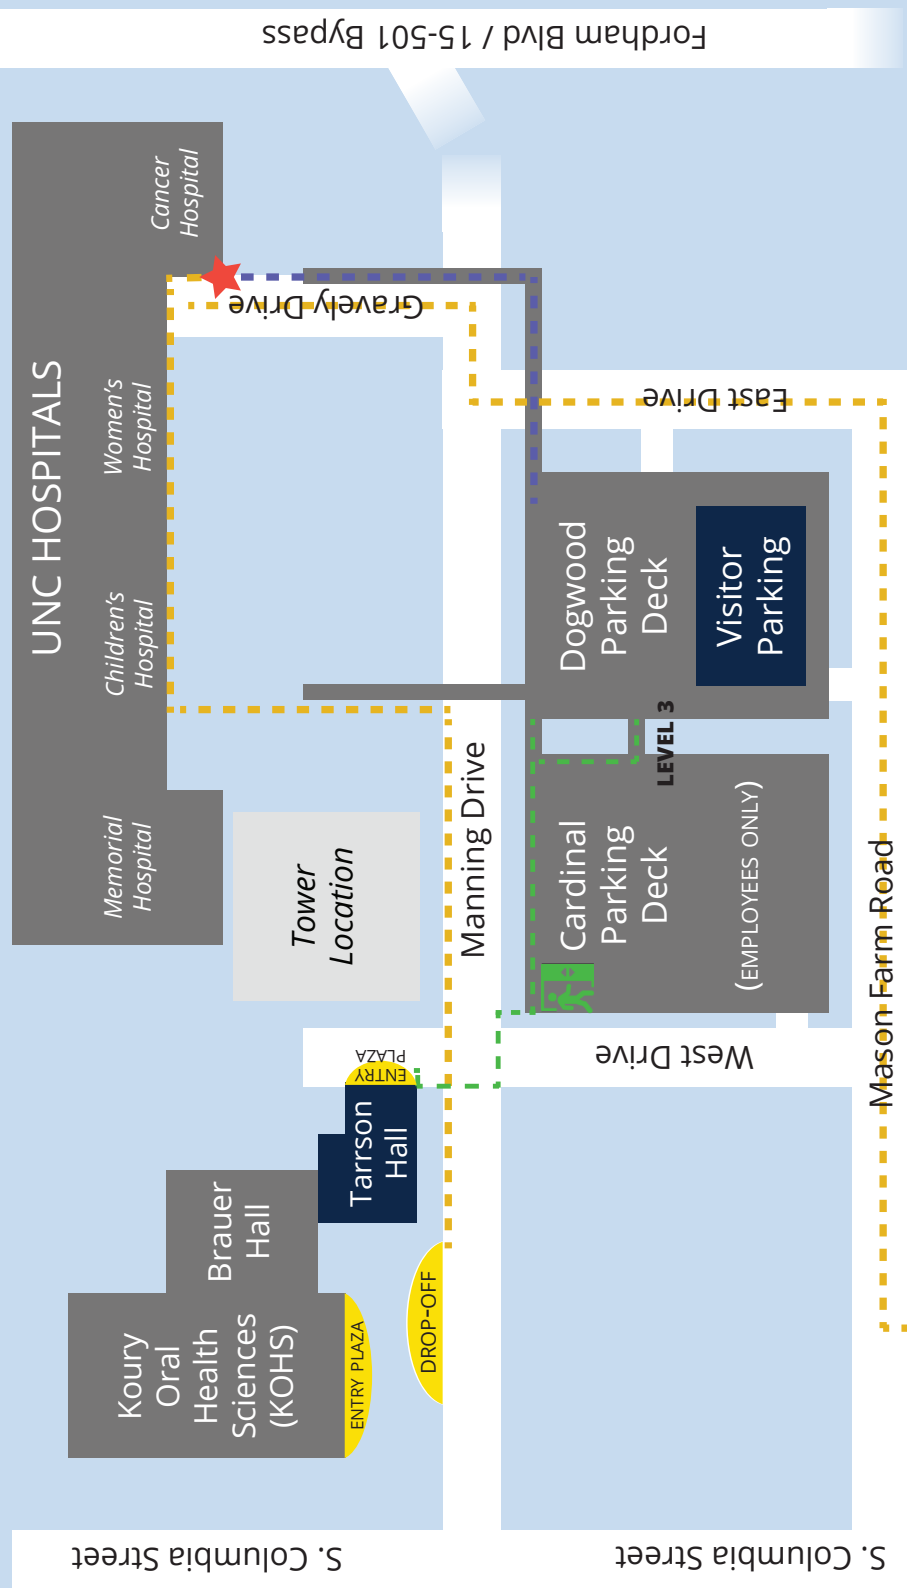 UNC HOSPITALS
Memorial
Hospital
Children's
Hospital
Women's
Hospital
Cancer
Hospital
Fordham Blvd / 15-501 Bypass
Gravely Drive
Koury
Oral
Health
Sciences
(KOHS)
ENTRY PLAZA
Brauer
Hall
Tarrson
Hall
ENTRY
PLAZA
DROP-OFF
Tower
Location
Manning Drive
S. Columbia Street
S. Columbia Street
West Drive
Cardinal
Parking
Deck
(EMPLOYEES ONLY)
LEVEL 3
Dogwood
Parking
Deck
Visitor
Parking
East Drive
Mason Farm Road